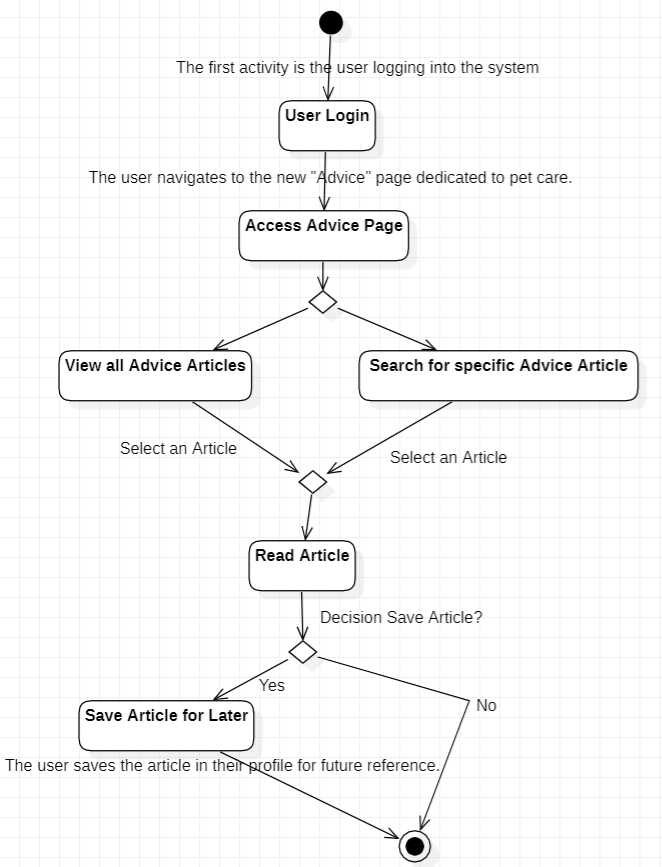 The first activity is the user logging into the system
User Login
The user navigates to the new "Advice" page dedicated to pet care.
Access Advice Page
View all Advice Articles
Search for specific Advice Article
Select an Article
Select an Article
Read Article
Decision Save Article?
Yes
No
Save Article for Later
The user saves the article in their profile for future reference.